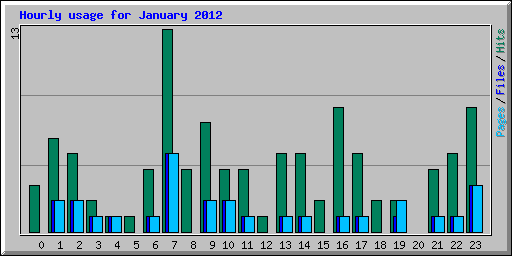 Hourly usage for January 2012
13
Pages / Files / Hits
0 1 2 3 4 5 6 7 8 9 10 11 12 13 14 15 16 17 18 19 20 21 22 23